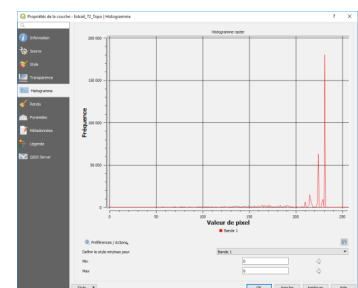 Propriétés de la couche - Extrait_T2_Topo | Histogramme
Information
Source
Style
Transparence
Histogramme
Rendu
Pyramides
Métadonnées
Légende
QGIS Server
Histogramme raster
Fréquence
200 000
150 000
100 000
50 000
0
0
50
100
150
200
250
Valeur de pixel
Bande 1
Préférences / Actions
Définir le style min/max pour
Bande 1
Min
0
Max
0
Style
OK
Annuler
Appliquer
Aide